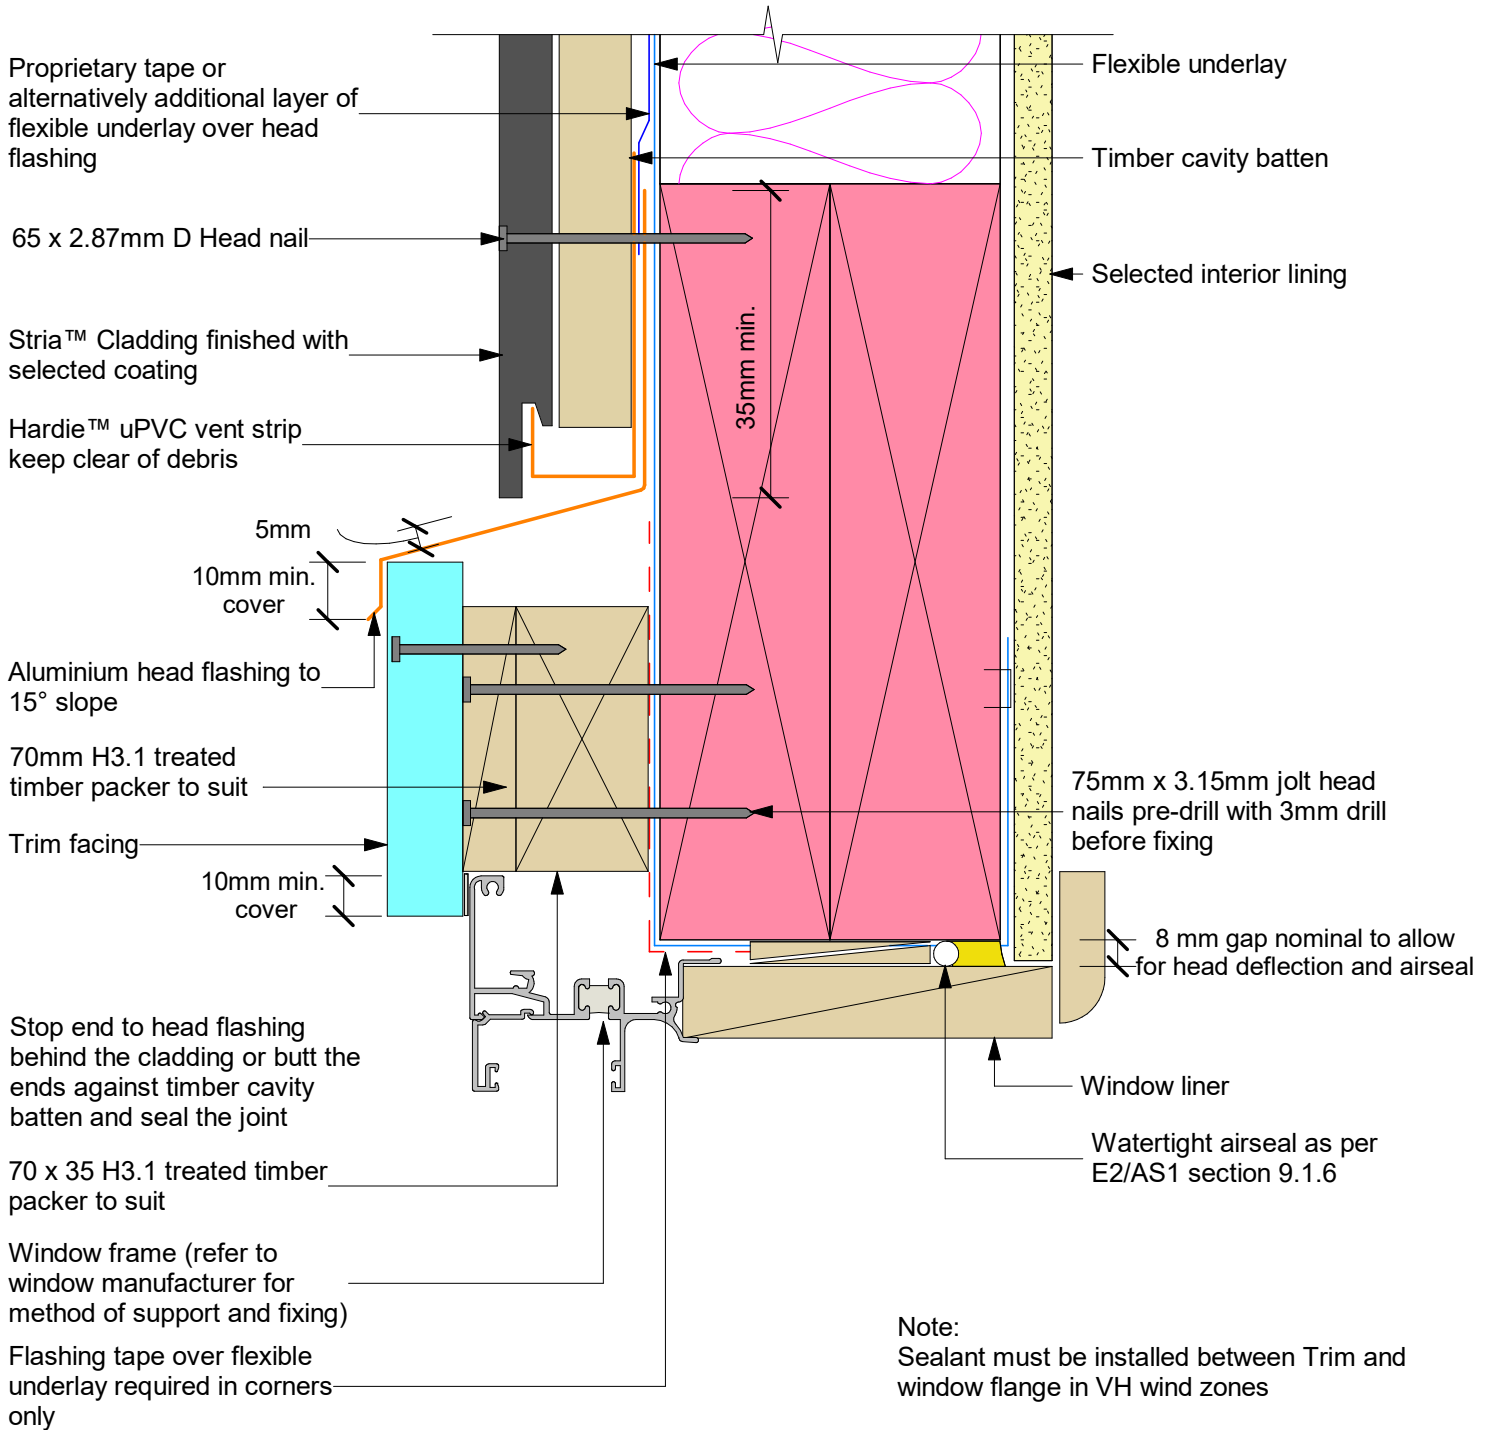 Proprietary tape or
alternatively additional layer of
flexible underlay over head
flashing
65 x 2.87mm D Head nail
Stria™ Cladding finished with
selected coating
Hardie™ uPVC vent strip
keep clear of debris
5mm
10mm min.
cover
Aluminium head flashing to
15° slope
70mm H3.1 treated
timber packer to suit
Trim facing
10mm min.
cover
Stop end to head flashing
behind the cladding or butt the
ends against timber cavity
batten and seal the joint
70 x 35 H3.1 treated timber
packer to suit
Window frame (refer to
window manufacturer for
method of support and fixing)
Flashing tape over flexible
underlay required in corners
only
35mm min.
Flexible underlay
Timber cavity batten
Selected interior lining
75mm x 3.15mm jolt head
nails pre-drill with 3mm drill
before fixing
8 mm gap nominal to allow
for head deflection and airseal
Window liner
Watertight airseal as per
E2/AS1 section 9.1.6
Note:
Sealant must be installed between Trim and
window flange in VH wind zones